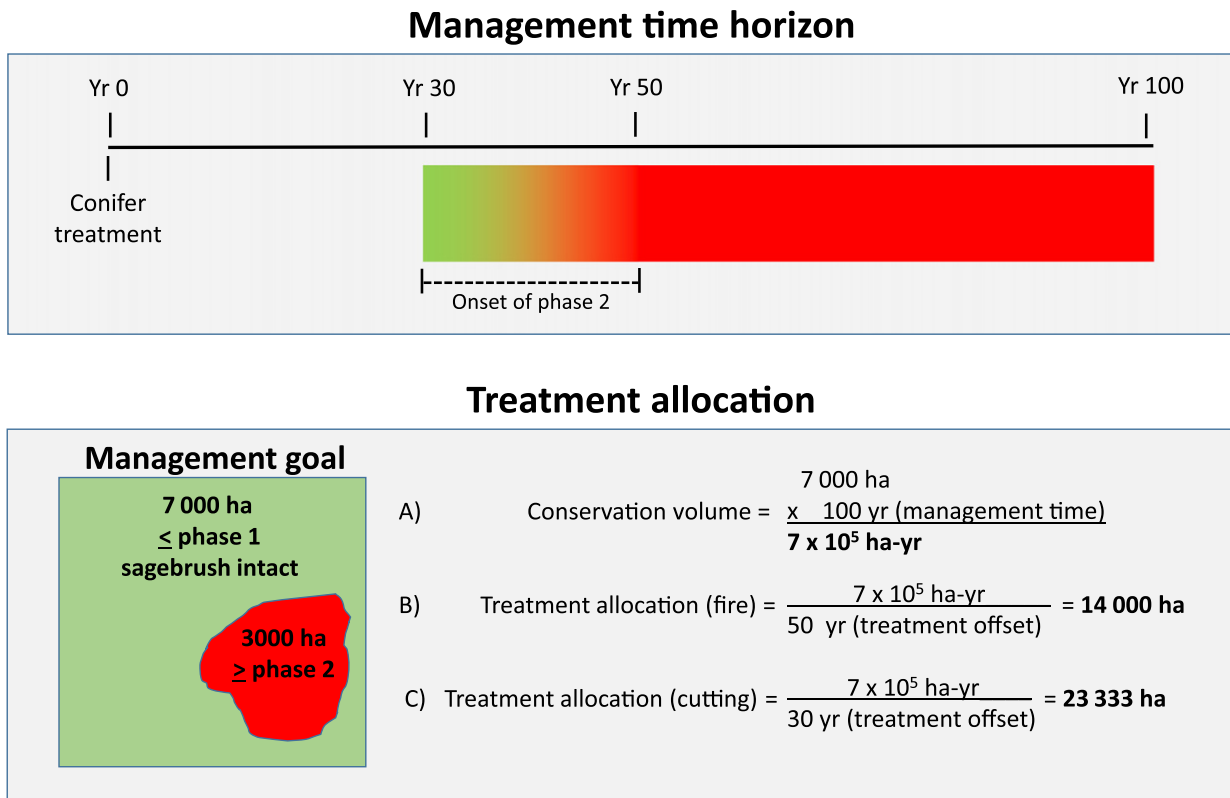 Management time horizon
Yr 0
Yr 30
Yr 50
Yr 100
Conifer
treatment
Onset of phase 2
Treatment allocation
Management goal
7 000 ha
≤ phase 1
sagebrush intact
3000 ha
≥ phase 2
A)
Conservation volume =
7 000 ha
x 100 yr (management time)
7 x 10⁵ ha-yr
B)
Treatment allocation (fire) =
7 x 10⁵ ha-yr
50 yr (treatment offset)
= 14 000 ha
C)
Treatment allocation (cutting) =
7 x 10⁵ ha-yr
30 yr (treatment offset)
= 23 333 ha